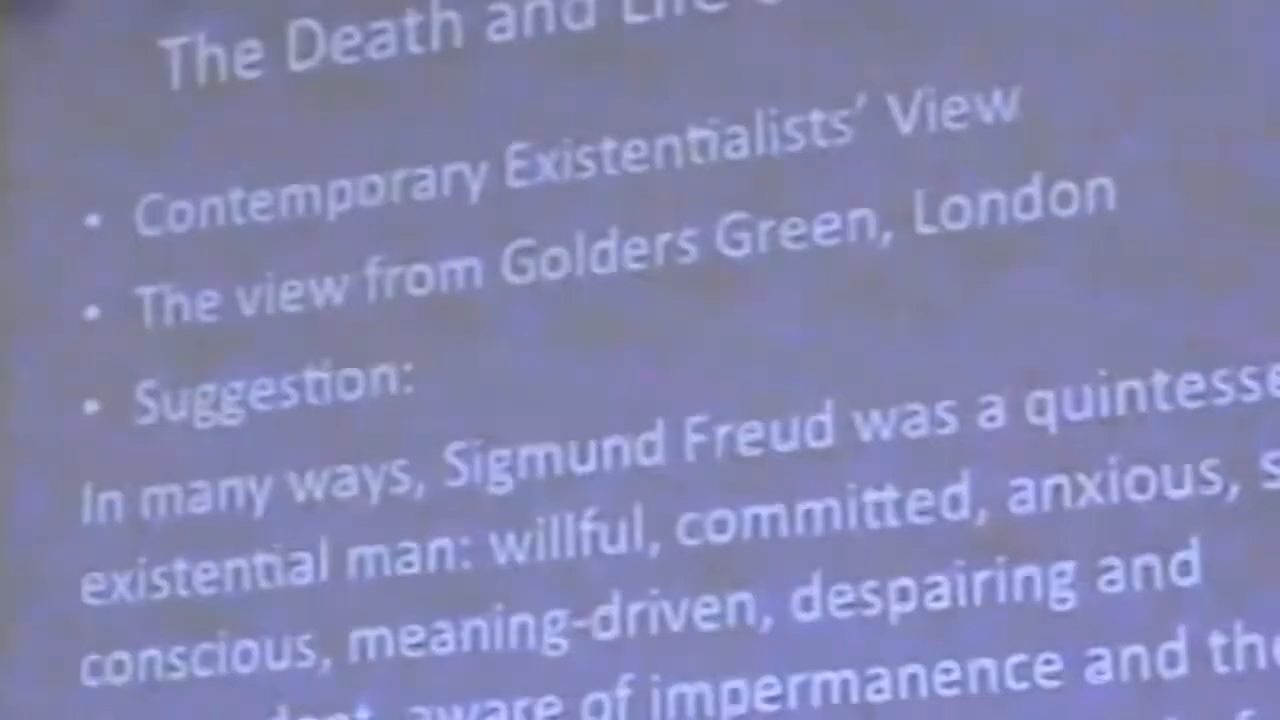 The Death and Life
• Contemporary Existentialists' View
• The view from Golders Green, London
• Suggestion:
In many ways, Sigmund Freud was a
existential man: willful, committed, anxious,
conscious, meaning-driven, despairing and
aware of impermanence and